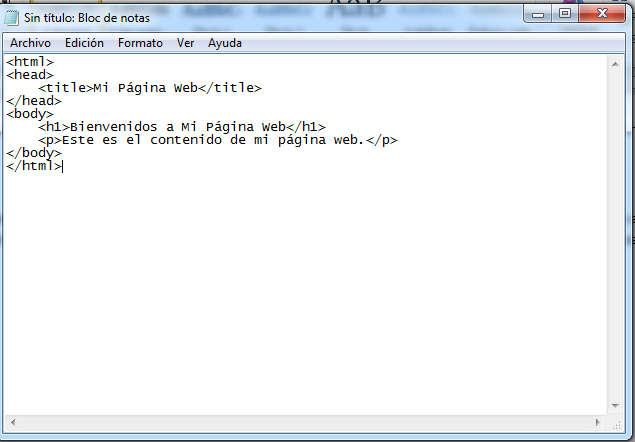 Sin título: Bloc de notas
Archivo Edición Formato Ver Ayuda
<html>
<head>
    <title>Mi Página Web</title>
</head>
<body>
    <h1>Bienvenidos a Mi Página Web</h1>
    <p>Este es el contenido de mi página web.</p>
</body>
</html>